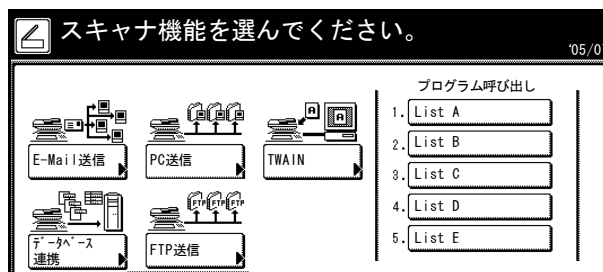 スキャナ機能を選んでください。
'05/0
プログラム呼び出し
E-Mail送信
PC送信
TWAIN
データベース
連携
FTP送信
1. List A
2. List B
3. List C
4. List D
5. List E
A
A
FTP FTP FTP